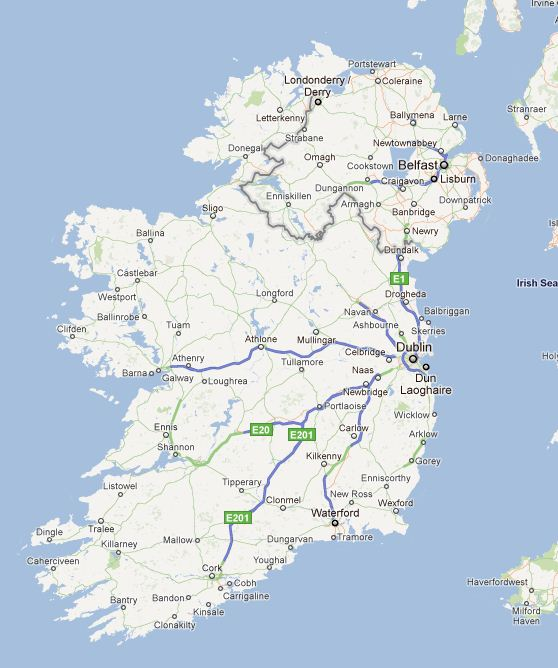 Irvine
Cama
Portstewart
Coleraine
Londonderry /
Derry
Letterkenny
Ballymena
Larne
Stranraer
Strabane
Newtownabbey
Donegal
Omagh
Cookstown
Belfast
Donaghadee
Dungannon
Craigavon
Lisburn
Enniskillen
Armagh
Banbridge
Downpatrick
Sligo
Newry
Ballina
Dundalk
Castlebar
E1
Irish Sea
Westport
Longford
Drogheda
Ballinrobe
Navan
Balbriggan
Tuam
Ashbourne
Skerries
Clifden
Mullingar
Athlone
Dublin
Athenry
Celbridge
Barna
Tullamore
Galway
Loughrea
Naas
Dun
Laoghaire
Newbridge
Portlaoise
Wicklow
Ennis
E20
E201
Carlow
Arklow
Shannon
Kilkenny
Gorey
Tipperary
Enniscorthy
Listowel
Clonmel
New Ross
Wexford
E201
Waterford
Tralee
Dingle
Tramore
Killarney
Mallow
Dungarvan
Caherciveen
Youghal
Cork
Cobh
Haverfordwest
Bantry
Bandon
Carrigaline
Kinsale
Milford
Haven
Clonakilty